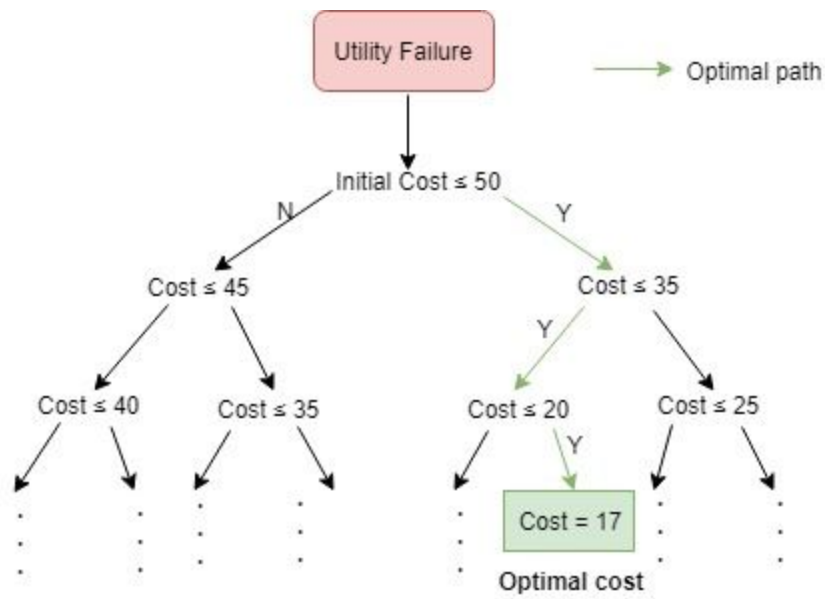 Utility Failure
Optimal path
Initial Cost ≤ 50
N
Y
Cost ≤ 45
Cost ≤ 35
Y
Cost ≤ 40
Cost ≤ 35
Cost ≤ 20
Cost ≤ 25
Y
Cost = 17
Optimal cost